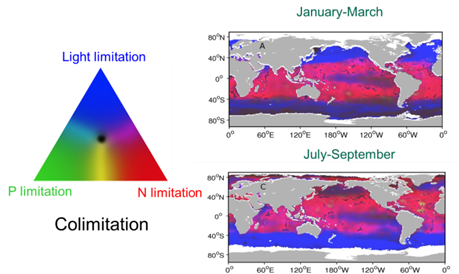 Light limitation
P limitation
N limitation
Colimitation
January-March
80°N
40°N
0°
40°S
80°S
A
0°
60°E
120°E
180°W
120°W
60°W
0°
July-September
80°N
40°N
0°
40°S
80°S
C
0°
60°E
120°E
180°W
120°W
60°W
0°